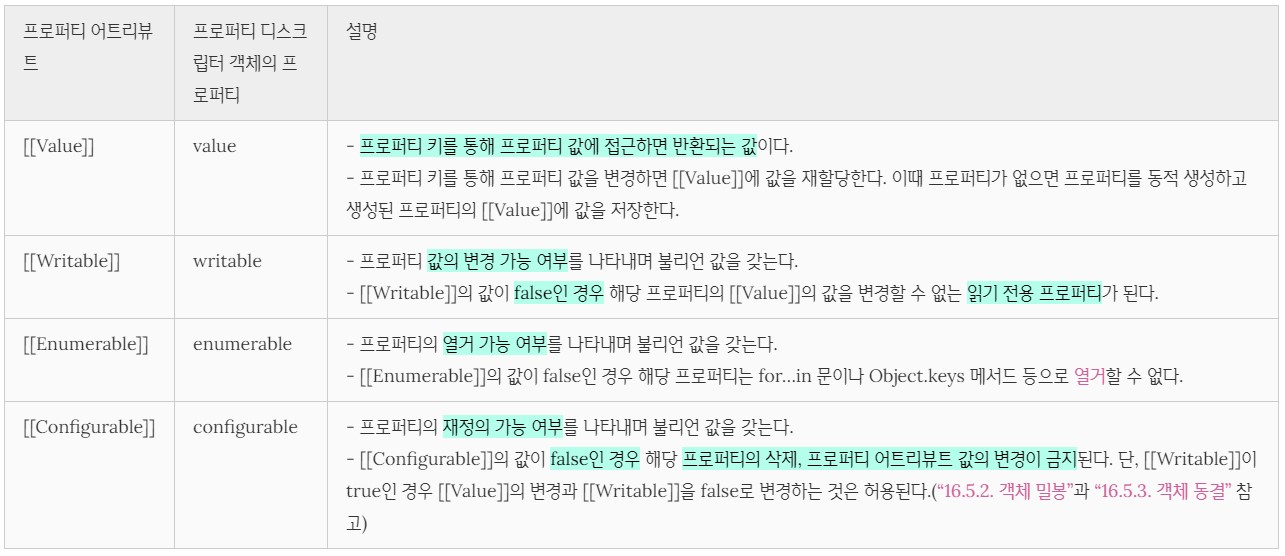 프로퍼티 어트리뷰
트
프로퍼티 디스크
립터 객체의 프
로퍼티
설명
[[Value]]
value
- 프로퍼티 키를 통해 프로퍼티 값에 접근하면 반환되는 값이다.
- 프로퍼티 키를 통해 프로퍼티 값을 변경하면 [[Value]]에 값을 재할당한다. 이때 프로퍼티가 없으면 프로퍼티를 동적 생성하고
생성된 프로퍼티의 [[Value]]에 값을 저장한다.
[[Writable]]
writable
- 프로퍼티 값의 변경 가능 여부를 나타내며 불리언 값을 갖는다.
- [[Writable]]의 값이 false인 경우 해당 프로퍼티의 [[Value]]의 값을 변경할 수 없는 읽기 전용 프로퍼티가 된다.
[[Enumerable]]
enumerable
- 프로퍼티의 열거 가능 여부를 나타내며 불리언 값을 갖는다.
- [[Enumerable]]의 값이 false인 경우 해당 프로퍼티는 for…in 문이나 Object.keys 메서드 등으로 열거할 수 없다.
[[Configurable]]
configurable
- 프로퍼티의 재정의 가능 여부를 나타내며 불리언 값을 갖는다.
- [[Configurable]]의 값이 false인 경우 해당 프로퍼티의 삭제, 프로퍼티 어트리뷰트 값의 변경이 금지된다. 단, [[Writable]]이
true인 경우 [[Value]]의 변경과 [[Writable]]을 false로 변경하는 것은 허용된다.(“16.5.2. 객체 밀봉”과 “16.5.3. 객체 동결” 참
고)